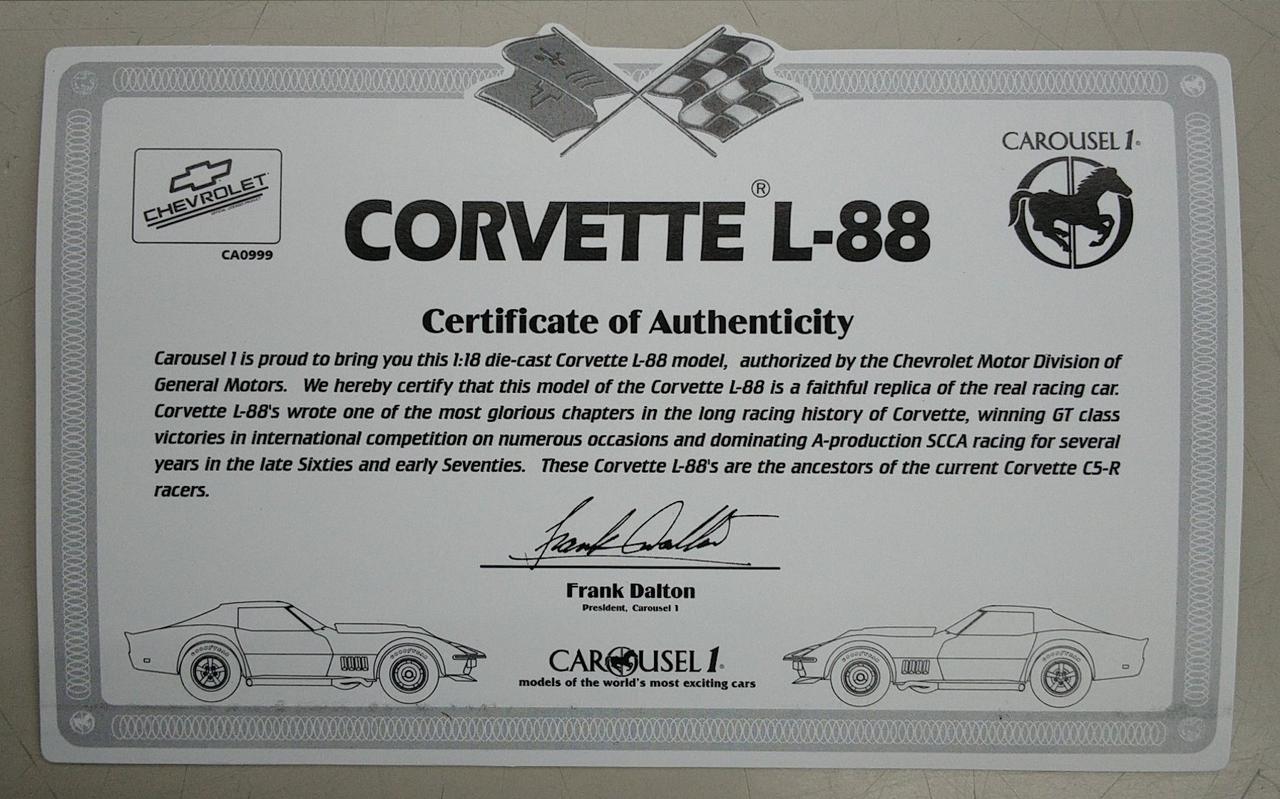 CAROUSEL 1®
CHEVROLET
CORVETTE® L-88
CA0999
Certificate of Authenticity
Carousel 1 is proud to bring you this 1:18 die-cast Corvette L-88 model, authorized by the Chevrolet Motor Division of
General Motors. We hereby certify that this model of the Corvette L-88 is a faithful replica of the real racing car.
Corvette L-88's wrote one of the most glorious chapters in the long racing history of Corvette, winning GT class
victories in international competition on numerous occasions and dominating A-production SCCA racing for several
years in the late Sixties and early Seventies. These Corvette L-88's are the ancestors of the current Corvette C5-R
racers.
Frank Dalton
Frank Dalton
President, Carousel 1
CAROUSEL 1®
models of the world's most exciting cars
GOODYEAR GOODYEAR GOODYEAR GOODYEAR